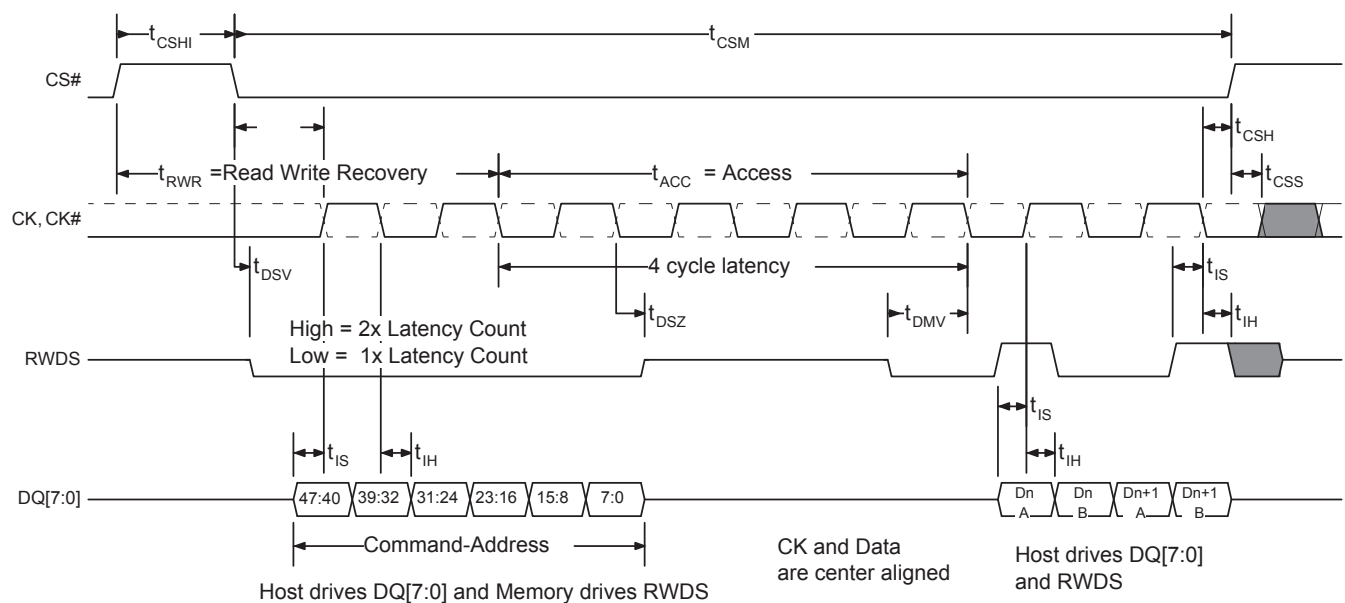 tCSHI
tCSM
CS#
tCSH
tRWR =Read Write Recovery
tACC = Access
tCSS
CK, CK#
tDSV
4 cycle latency
tIS
High = 2x Latency Count
Low = 1x Latency Count
tDSZ
tDMV
tIH
RWDS
tIS
tIS
tIH
tIH
DQ[7:0]
47:40 39:32 31:24 23:16 15:8 7:0
Dn A Dn B Dn+1 A Dn+1 B
Command-Address
CK and Data
are center aligned
Host drives DQ[7:0]
and RWDS
Host drives DQ[7:0] and Memory drives RWDS